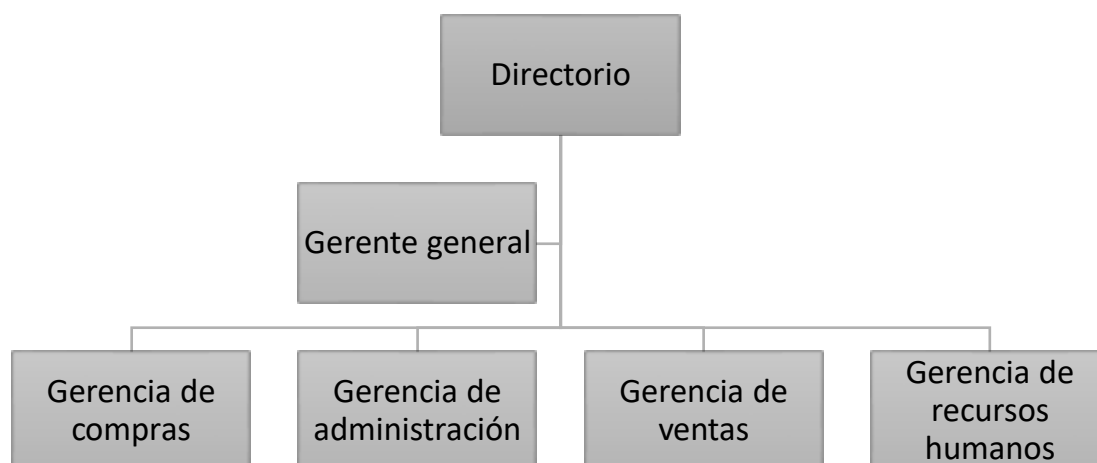 Directorio
Gerente general
Gerencia de
compras
Gerencia de
administración
Gerencia de
ventas
Gerencia de
recursos
humanos